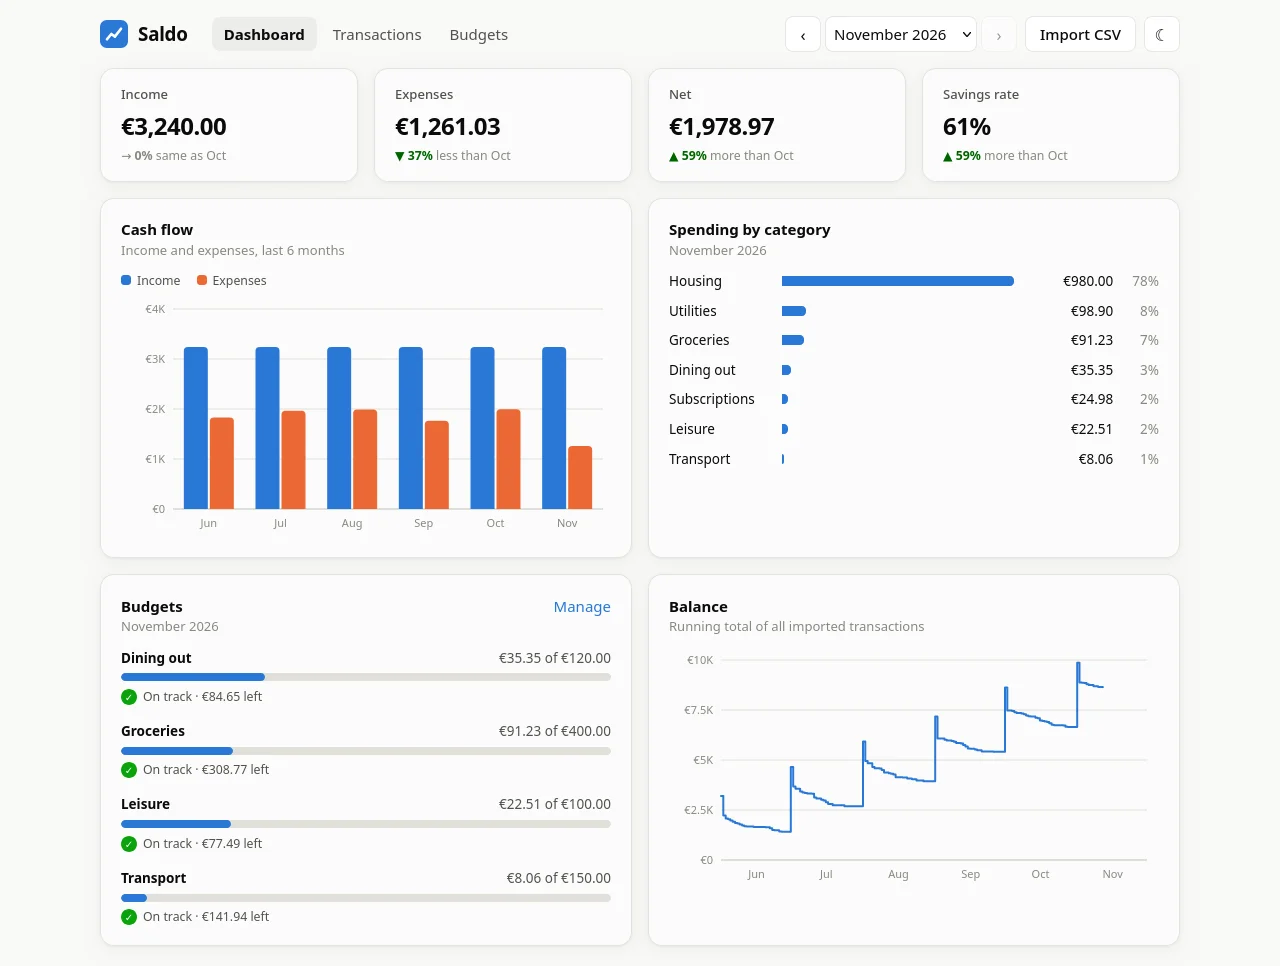 Saldo Dashboard Transactions Budgets ‹ November 2026 › Import CSV ☾
Income
€3,240.00
→ 0% same as Oct
Expenses
€1,261.03
▼ 37% less than Oct
Net
€1,978.97
▲ 59% more than Oct
Savings rate
61%
▲ 59% more than Oct
Cash flow
Income and expenses, last 6 months
Income Expenses
€4K
€3K
€2K
€1K
€0
Jun Jul Aug Sep Oct Nov
Spending by category
November 2026
Housing €980.00 78%
Utilities €98.90 8%
Groceries €91.23 7%
Dining out €35.35 3%
Subscriptions €24.98 2%
Leisure €22.51 2%
Transport €8.06 1%
Budgets Manage
November 2026
Dining out €35.35 of €120.00
✓ On track · €84.65 left
Groceries €91.23 of €400.00
✓ On track · €308.77 left
Leisure €22.51 of €100.00
✓ On track · €77.49 left
Transport €8.06 of €150.00
✓ On track · €141.94 left
Balance
Running total of all imported transactions
€10K
€7.5K
€5K
€2.5K
€0
Jun Jul Aug Sep Oct Nov